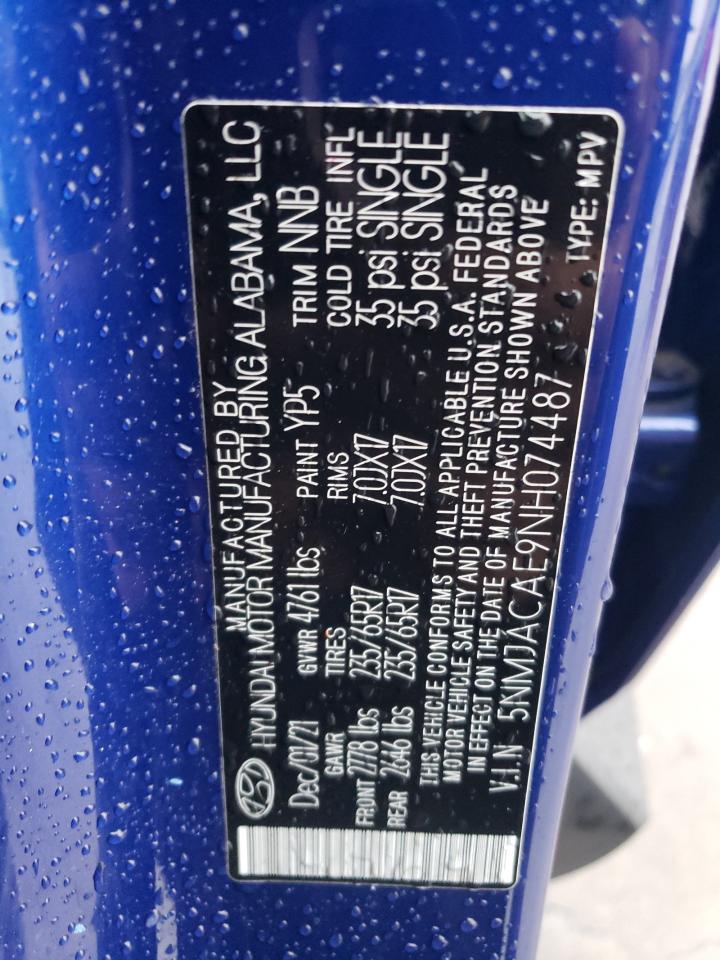 MANUFACTURED BY
HYUNDAI MOTOR MANUFACTURING ALABAMA, LLC
Dec/01/21 GVWR 4761 lbs PAINT YP5 TRIM NNB
GAWR TIRES RIMS COLD TIRE INFL
FRONT 2778 lbs 235/65R17 7.0JX17 35 psi SINGLE
REAR 2646 lbs 235/65R17 7.0JX17 35 psi SINGLE
THIS VEHICLE CONFORMS TO ALL APPLICABLE U.S.A. FEDERAL
MOTOR VEHICLE SAFETY AND THEFT PREVENTION STANDARDS
IN EFFECT ON THE DATE OF MANUFACTURE SHOWN ABOVE
V.I.N 5NMJACAE9NH074487 TYPE: MPV